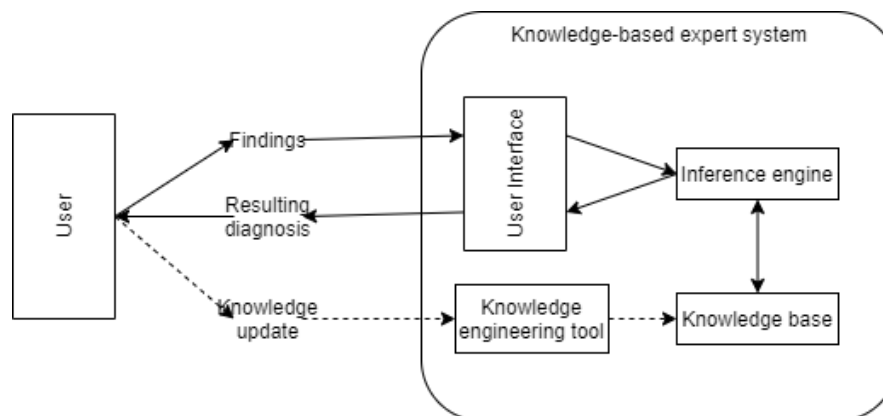 Knowledge-based expert system
User
Findings
Resulting
diagnosis
Knowledge
update
User Interface
Inference engine
Knowledge
engineering tool
Knowledge base